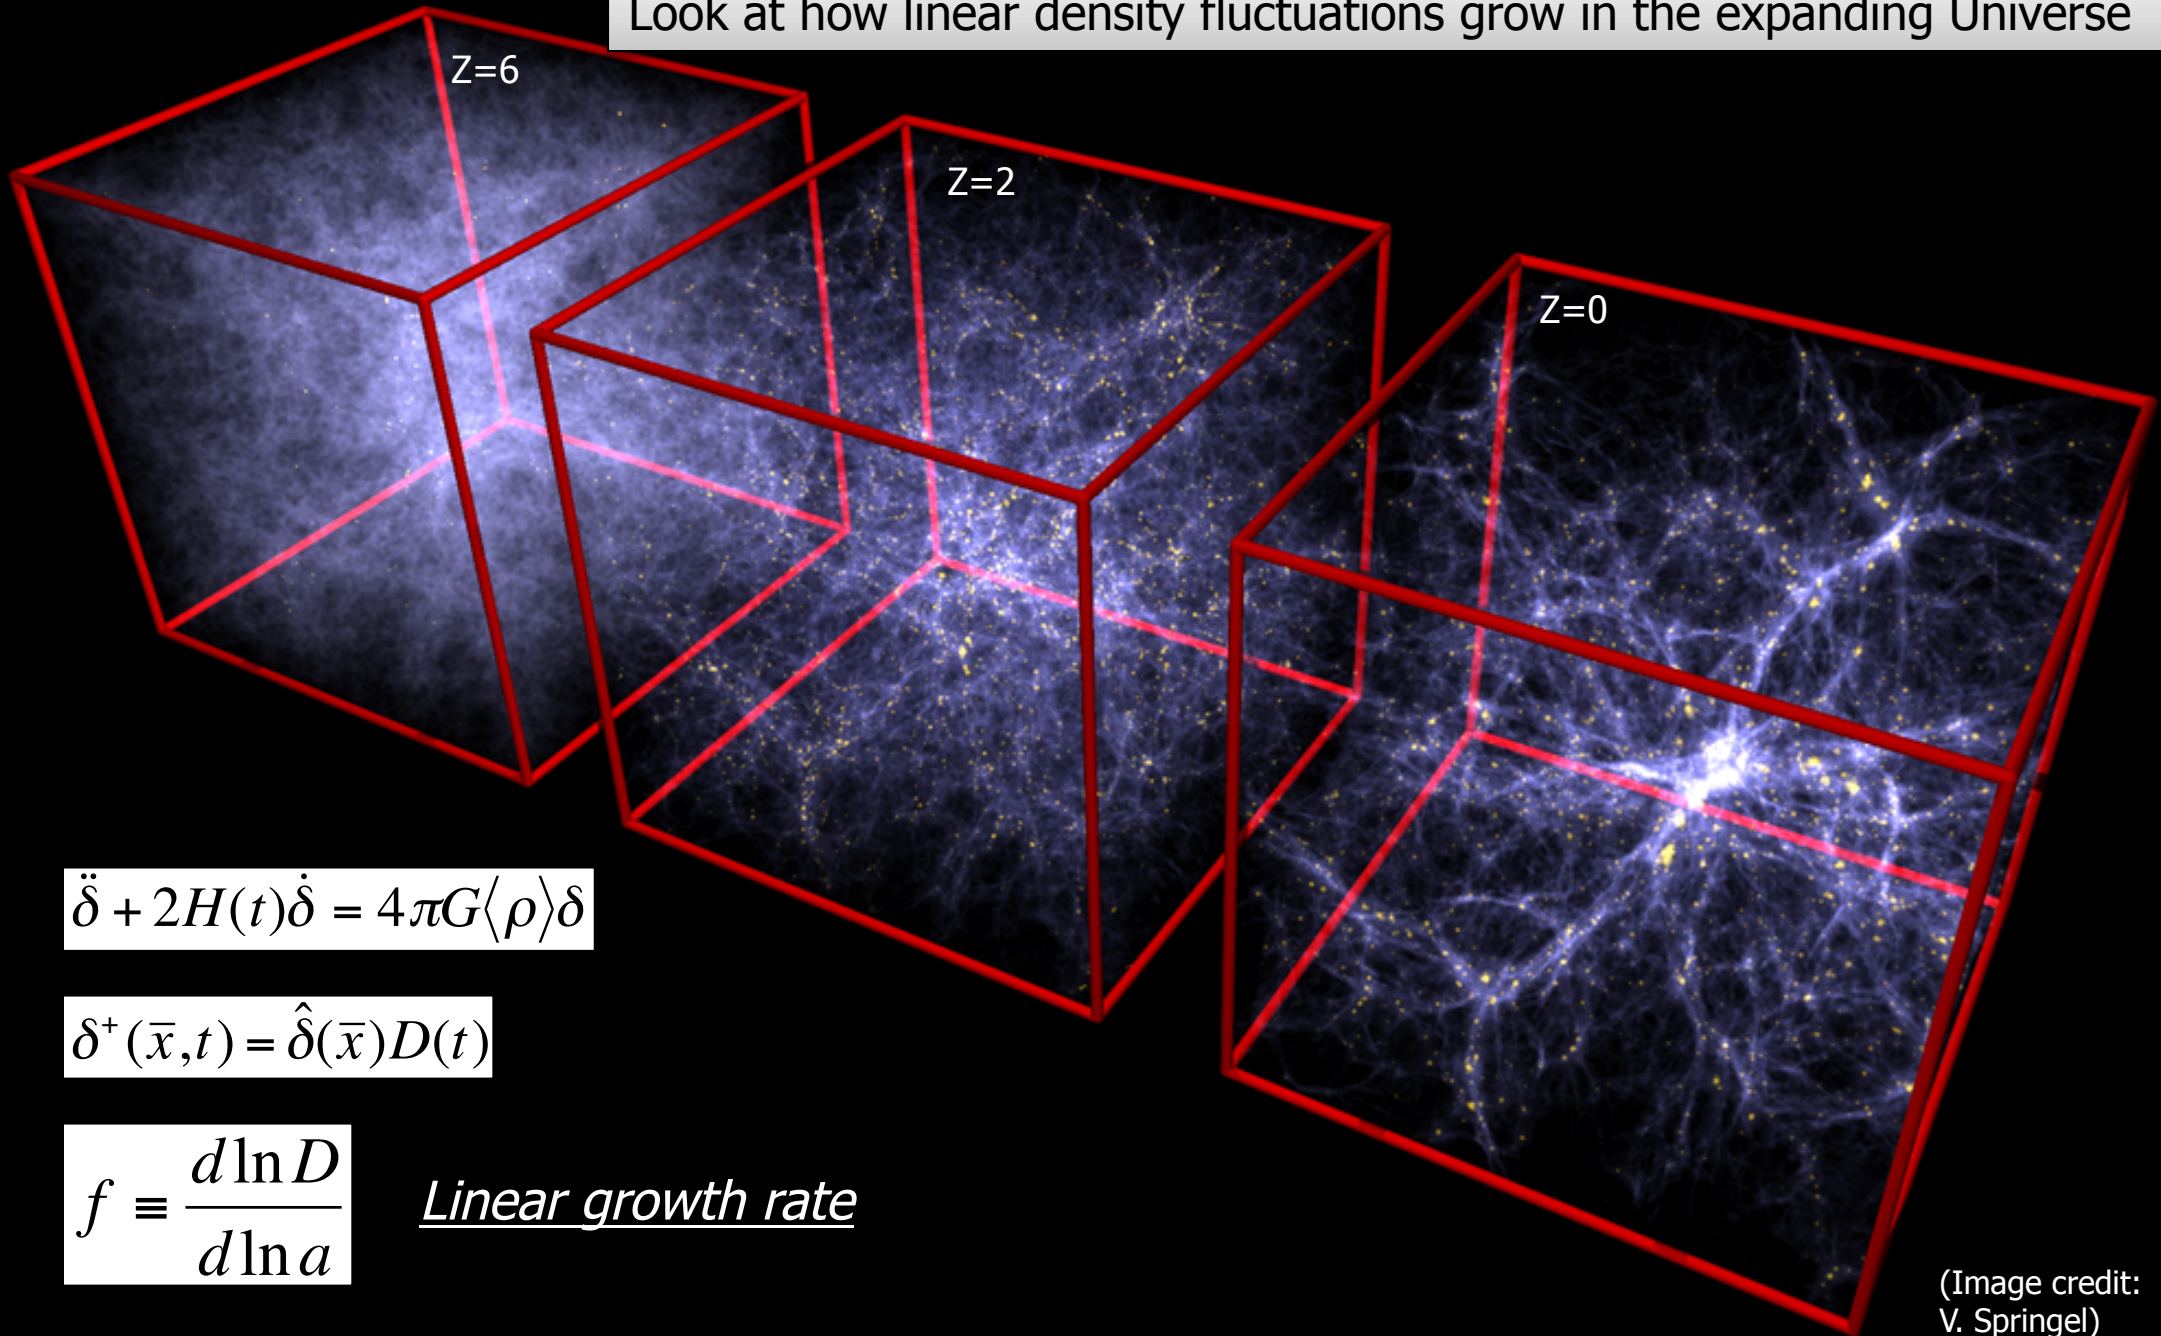 Look at how linear density fluctuations grow in the expanding Universe
Z=6
Z=2
Z=0
δ̈ + 2H(t)δ̇ = 4πG⟨ρ⟩δ
δ⁺(x̄,t) = δ̂(x̄)D(t)
f ≡ d ln D / d ln a
Linear growth rate
(Image credit:
V. Springel)